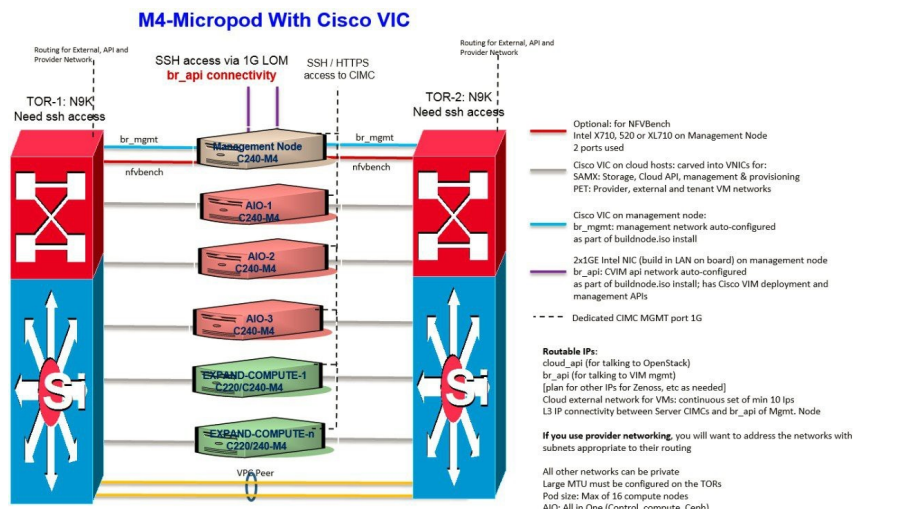 M4-Micropod With Cisco VIC
Routing for External, API and
Provider Network
SSH access via 1G LOM
br_api connectivity
SSH / HTTPS
access to CIMC
Routing for External, API and
Provider Network
TOR-1: N9K
Need ssh access
TOR-2: N9K
Need ssh access
br_mgmt
Management Node
C240-M4
br_mgmt
nfvbench
nfvbench
AIO-1
C240-M4
AIO-2
C240-M4
AIO-3
C240-M4
EXPAND-COMPUTE-1
C220/C240-M4
EXPAND-COMPUTE-n
C220/240-M4
Si
Si
VPC Peer
Optional: for NFVBench
Intel X710, 520 or XL710 on Management Node
2 ports used
Cisco VIC on cloud hosts: carved into VNICs for:
SAMX: Storage, Cloud API, management & provisioning
PET: Provider, external and tenant VM networks
Cisco VIC on management node:
br_mgmt: management network auto-configured
as part of buildnode.iso install
2x1GE Intel NIC (build in LAN on board) on management node
br_api: CVIM api network auto-configured
as part of buildnode.iso install; has Cisco VIM deployment and
management APIs
Dedicated CIMC MGMT port 1G
Routable IPs:
cloud_api (for talking to OpenStack)
br_api (for talking to VIM mgmt)
[plan for other IPs for Zenoss, etc as needed]
Cloud external network for VMs: continuous set of min 10 Ips
L3 IP connectivity between Server CIMCs and br_api of Mgmt. Node
If you use provider networking, you will want to address the networks with
subnets appropriate to their routing
All other networks can be private
Large MTU must be configured on the TORs
Pod size: Max of 16 compute nodes
AIO: All in One (Control, compute, Ceph)